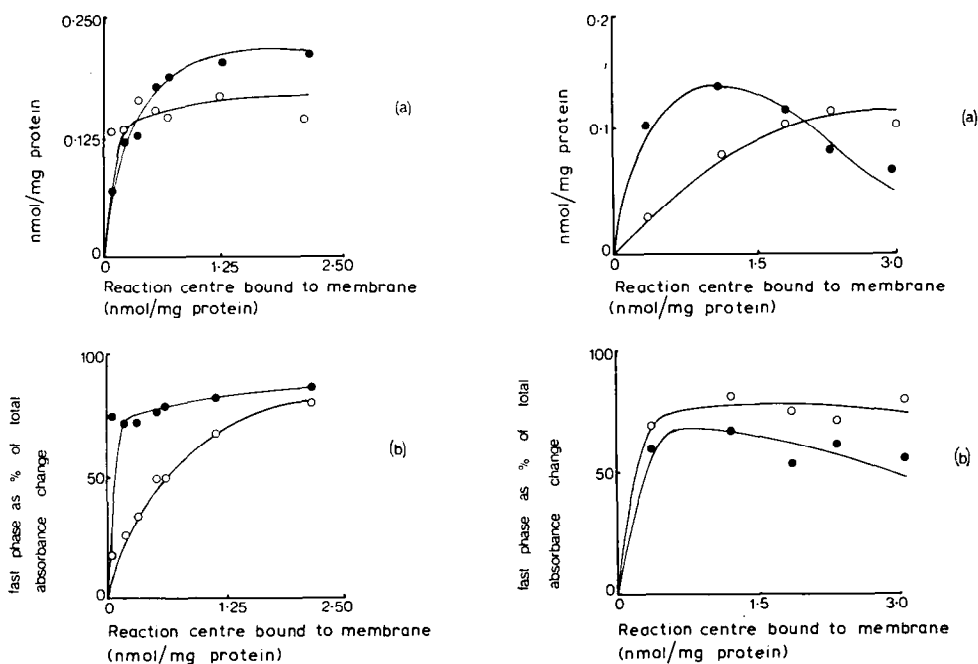 0·250
0·125
0
nmol/mg protein
0
1·25
2·50
Reaction centre bound to membrane
(nmol/mg protein)
(a)
0·2
0·1
0
nmol/mg protein
0
1·5
3·0
Reaction centre bound to membrane
(nmol/mg protein)
(a)
100
50
0
fast phase as % of total
absorbance change
0
1·25
2·50
Reaction centre bound to membrane
(nmol/mg protein)
(b)
100
50
0
fast phase as % of total
absorbance change
0
1·5
3·0
Reaction centre bound to membrane
(nmol/mg protein)
(b)